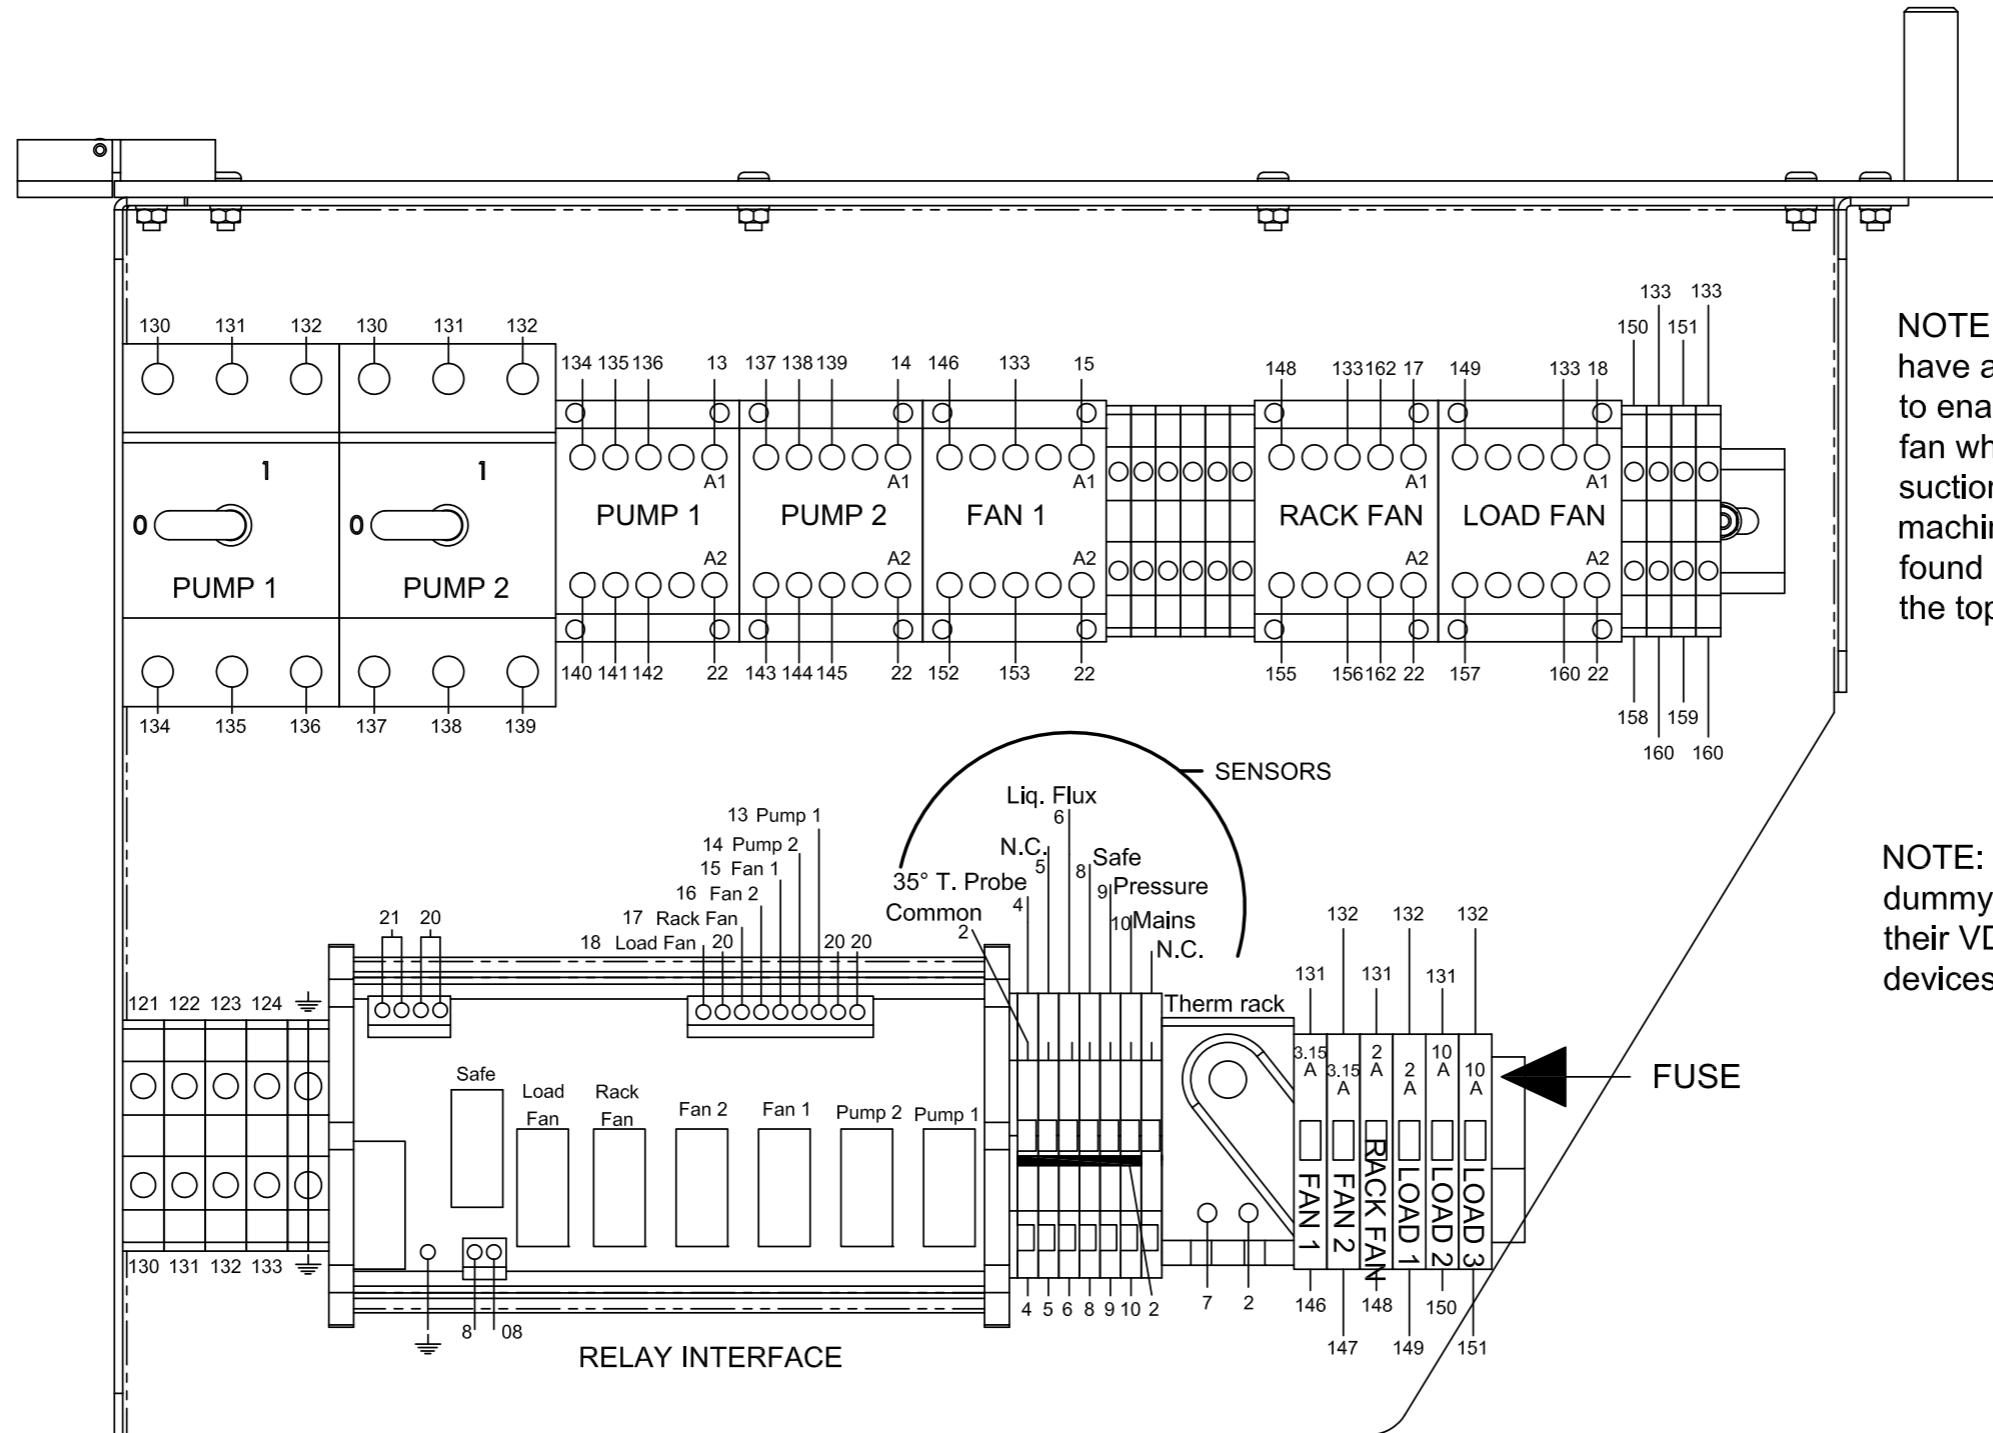 133 133
150 151
130 131 132 130 131 132
134 135 136 13 137 138 139 14 146 133 15 148 133 162 17 149 133 18
1 1
A1 A1 A1 A1 A1
0 0
PUMP 1 PUMP 2 FAN 1 RACK FAN LOAD FAN
A2 A2 A2 A2 A2
PUMP 1 PUMP 2
140 141 142 22 143 144 145 22 152 153 22 155 156 162 22 157 160 22
134 135 136 137 138 139
158 159
160 160
NOTE
have a
to ena
fan wh
suction
machin
found
the top
SENSORS
Liq. Flux
6
13 Pump 1
14 Pump 2
15 Fan 1
16 Fan 2
17 Rack Fan
18 Load Fan 20 20 20
21 20
N.C.
5
8 Safe
35° T. Probe
4
9 Pressure
Common
2
10 Mains
N.C.
NOTE:
dummy
their VD
devices
132 132 132
131 131 131
Therm rack
121 122 123 124
3.15 A 3.15 A 2 A 2 A 10 A 10 A
FUSE
Safe
Load Fan
Rack Fan
Fan 2
Fan 1
Pump 2
Pump 1
FAN 1
FAN 2
RACK FAN
LOAD 1
LOAD 2
LOAD 3
130 131 132 133
8 08
4 5 6 8 9 10 2
7 2
146 148 150
147 149 151
RELAY INTERFACE